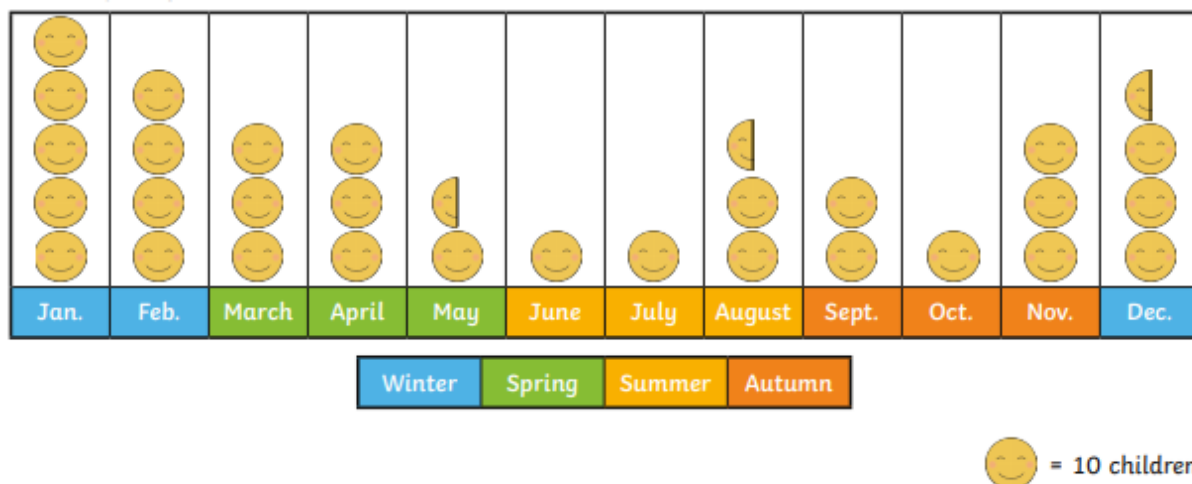 Jan. Feb. March April May June July August Sept. Oct. Nov. Dec.
Winter Spring Summer Autumn
= 10 children